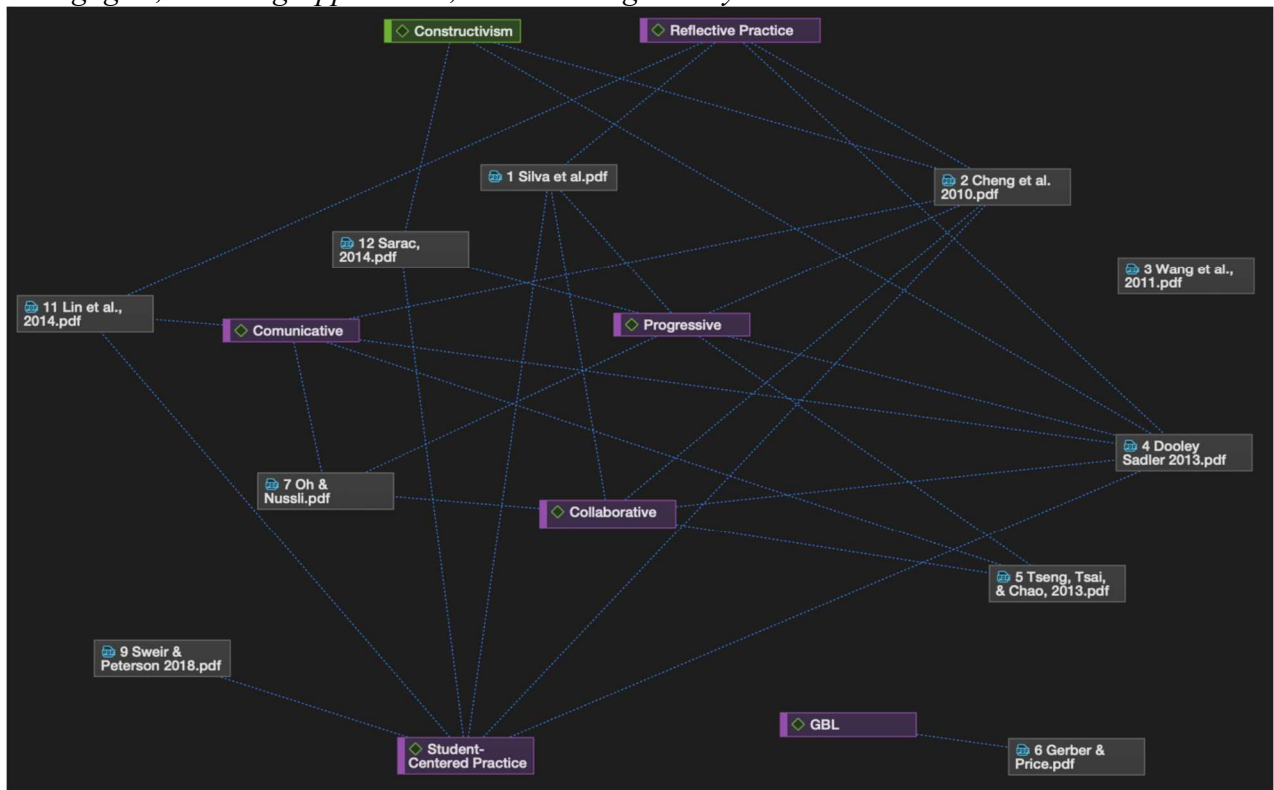 Constructivism
Reflective Practice
1 Silva et al.pdf
2 Cheng et al.
2010.pdf
12 Sarac,
2014.pdf
3 Wang et al.,
2011.pdf
11 Lin et al.,
2014.pdf
Comunicative
Progressive
4 Dooley
Sadler 2013.pdf
7 Oh &
Nussli.pdf
Collaborative
5 Tseng, Tsai,
& Chao, 2013.pdf
9 Sweir &
Peterson 2018.pdf
GBL
Student-
Centered Practice
6 Gerber &
Price.pdf